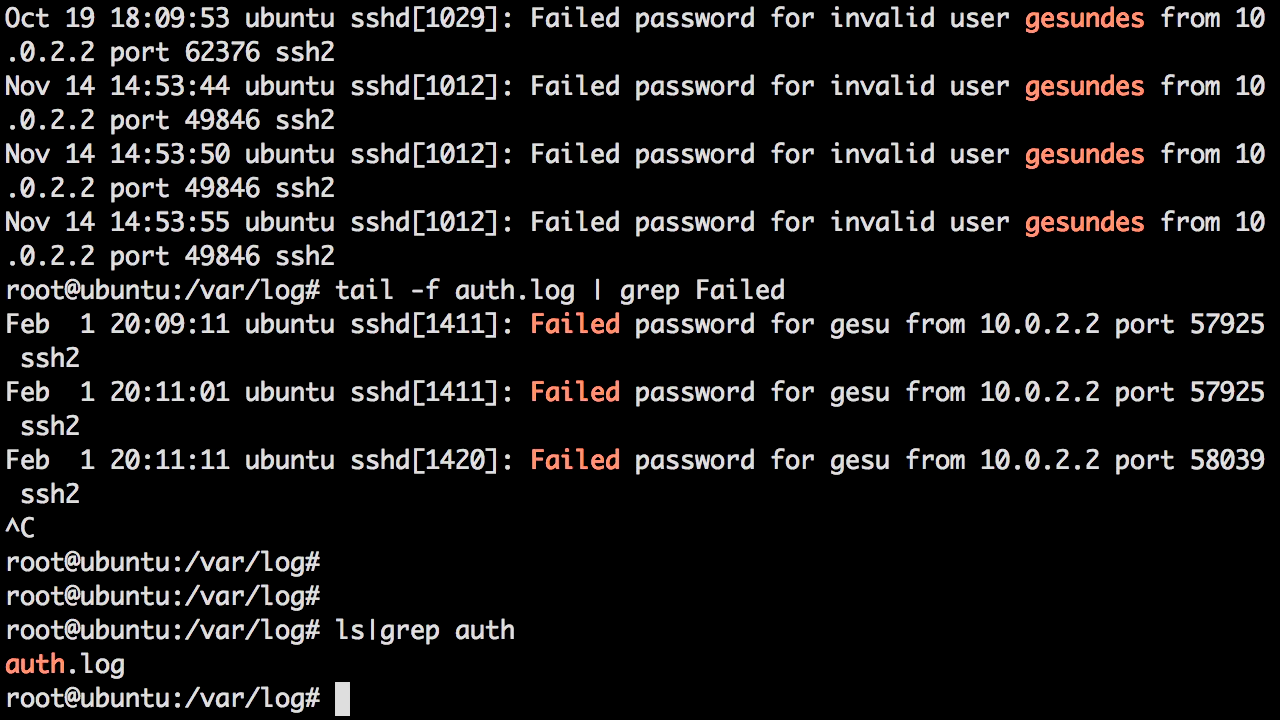 Oct 19 18:09:53 ubuntu sshd[1029]: Failed password for invalid user gesundes from 10
.0.2.2 port 62376 ssh2
Nov 14 14:53:44 ubuntu sshd[1012]: Failed password for invalid user gesundes from 10
.0.2.2 port 49846 ssh2
Nov 14 14:53:50 ubuntu sshd[1012]: Failed password for invalid user gesundes from 10
.0.2.2 port 49846 ssh2
Nov 14 14:53:55 ubuntu sshd[1012]: Failed password for invalid user gesundes from 10
.0.2.2 port 49846 ssh2
root@ubuntu:/var/log# tail -f auth.log | grep Failed
Feb  1 20:09:11 ubuntu sshd[1411]: Failed password for gesu from 10.0.2.2 port 57925
 ssh2
Feb  1 20:11:01 ubuntu sshd[1411]: Failed password for gesu from 10.0.2.2 port 57925
 ssh2
Feb  1 20:11:11 ubuntu sshd[1420]: Failed password for gesu from 10.0.2.2 port 58039
 ssh2
^C
root@ubuntu:/var/log#
root@ubuntu:/var/log#
root@ubuntu:/var/log# ls|grep auth
auth.log
root@ubuntu:/var/log#